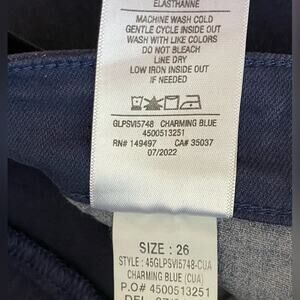 ELASTHANNE
MACHINE WASH COLD
GENTLE CYCLE INSIDE OUT
WASH WITH LIKE COLORS
DO NOT BLEACH
LINE DRY
LOW IRON INSIDE OUT
IF NEEDED
GLPSVI5748 CHARMING BLUE
4500513251
RN# 149497 CA# 35037
07/2022
SIZE : 26
STYLE : 45GLPSVI5748-CUA
CHARMING BLUE (CUA)
P.O# 4500513251